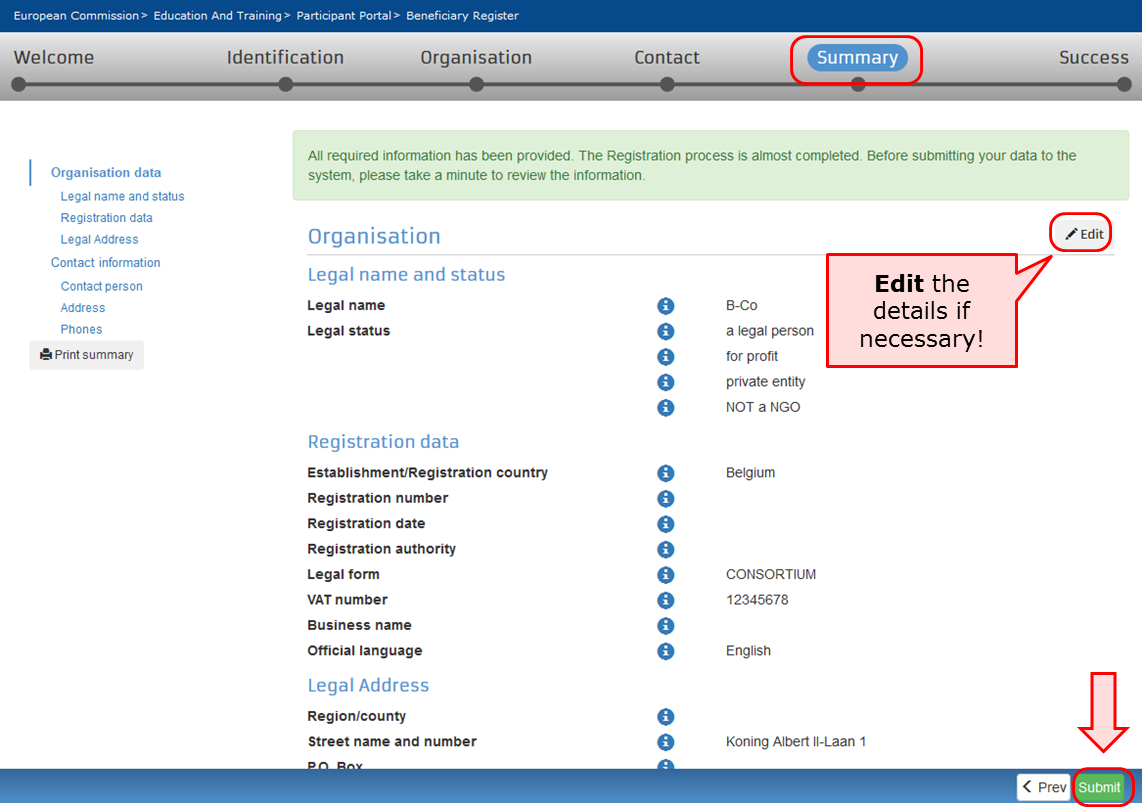 European Commission> Education And Training> Participant Portal> Beneficiary Register
Welcome Identification Organisation Contact Summary Success
Organisation data
Legal name and status
Registration data
Legal Address
Contact information
Contact person
Address
Phones
Print summary
All required information has been provided. The Registration process is almost completed. Before submitting your data to the
system, please take a minute to review the information.
Organisation
Edit
Edit the
details if
necessary!
Legal name and status
Legal name B-Co
Legal status a legal person
for profit
private entity
NOT a NGO
Registration data
Establishment/Registration country Belgium
Registration number
Registration date
Registration authority
Legal form CONSORTIUM
VAT number 12345678
Business name
Official language English
Legal Address
Region/county
Street name and number Koning Albert II-Laan 1
P.O. Box
Prev Submit